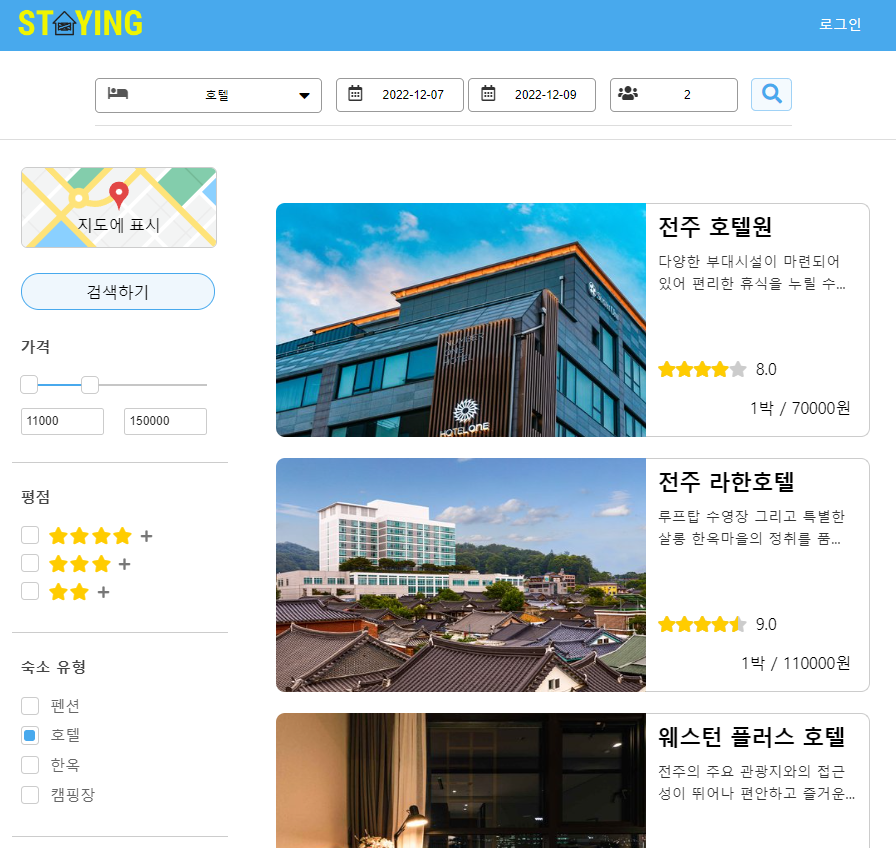 STAYING
로그인
호텔
2022-12-07
2022-12-09
2
지도에 표시
검색하기
가격
11000
150000
평점
+
+
+
숙소 유형
펜션
호텔
한옥
캠핑장
HOTELONE
전주 호텔원
다양한 부대시설이 마련되어
있어 편리한 휴식을 누릴 수...
8.0
1박 / 70000원
전주 라한호텔
루프탑 수영장 그리고 특별한
살롱 한옥마을의 정취를 품...
9.0
1박 / 110000원
웨스턴 플러스 호텔
전주의 주요 관광지와의 접근
성이 뛰어나 편안하고 즐거운...